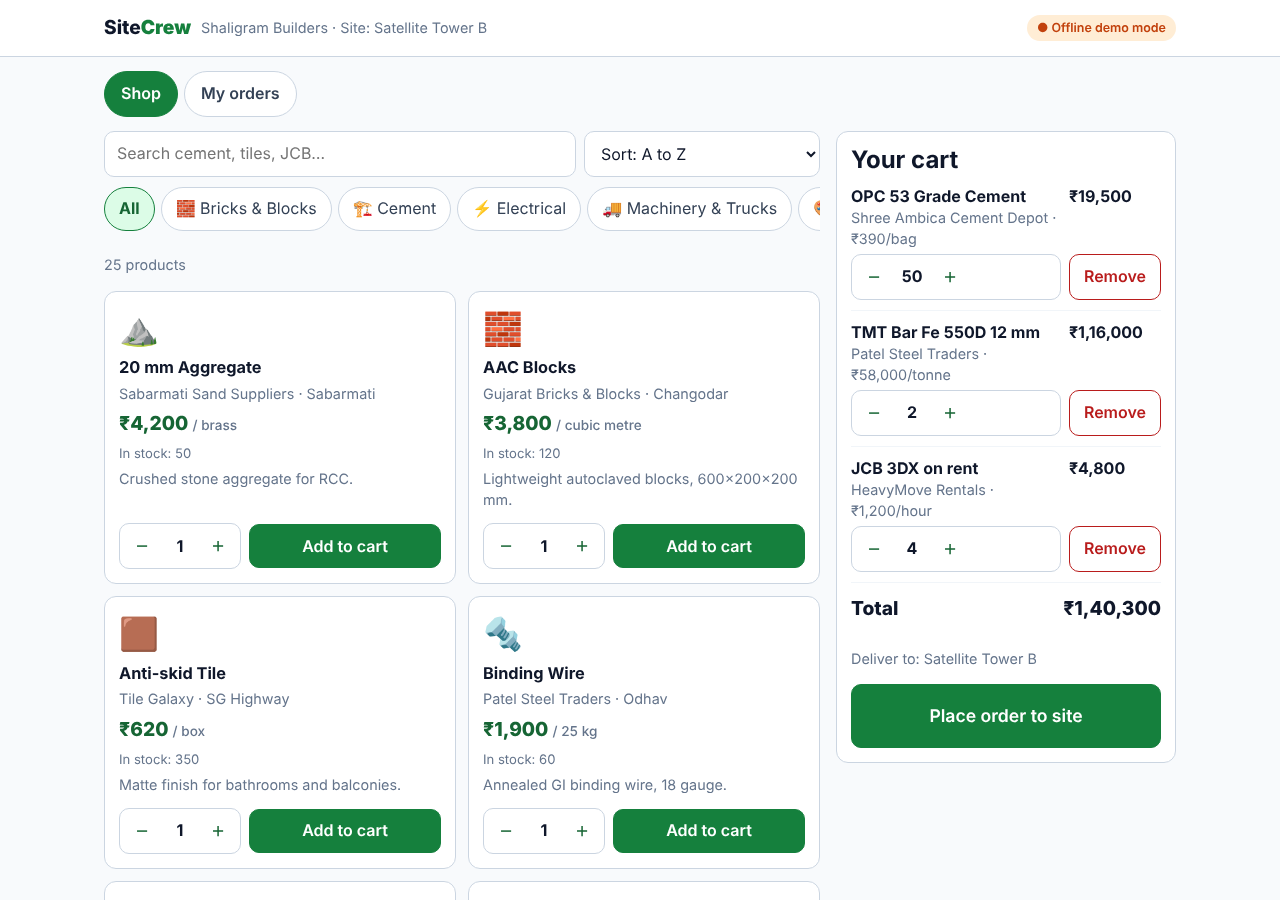 SiteCrew Shaligram Builders · Site: Satellite Tower B
Offline demo mode
Shop
My orders
Search cement, tiles, JCB...
Sort: A to Z
All
Bricks & Blocks
Cement
Electrical
Machinery & Trucks
25 products
20 mm Aggregate
Sabarmati Sand Suppliers · Sabarmati
₹4,200 / brass
In stock: 50
Crushed stone aggregate for RCC.
− 1 + Add to cart
AAC Blocks
Gujarat Bricks & Blocks · Changodar
₹3,800 / cubic metre
In stock: 120
Lightweight autoclaved blocks, 600×200×200
mm.
− 1 + Add to cart
Anti-skid Tile
Tile Galaxy · SG Highway
₹620 / box
In stock: 350
Matte finish for bathrooms and balconies.
− 1 + Add to cart
Binding Wire
Patel Steel Traders · Odhav
₹1,900 / 25 kg
In stock: 60
Annealed GI binding wire, 18 gauge.
− 1 + Add to cart
Your cart
OPC 53 Grade Cement ₹19,500
Shree Ambica Cement Depot ·
₹390/bag
− 50 + Remove
TMT Bar Fe 550D 12 mm ₹1,16,000
Patel Steel Traders ·
₹58,000/tonne
− 2 + Remove
JCB 3DX on rent ₹4,800
HeavyMove Rentals ·
₹1,200/hour
− 4 + Remove
Total ₹1,40,300
Deliver to: Satellite Tower B
Place order to site